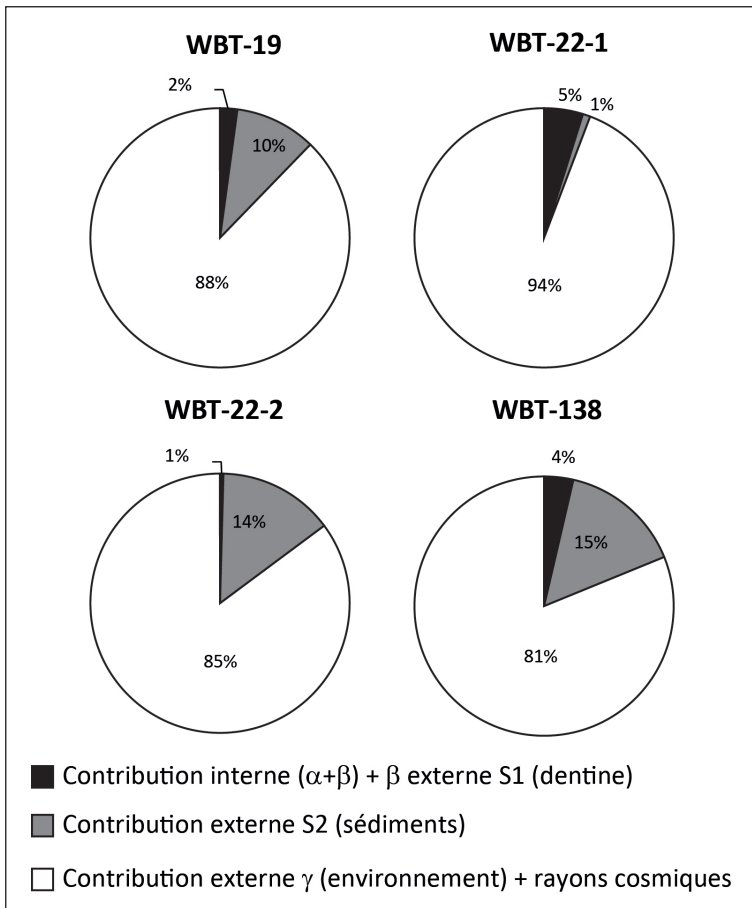 WBT-19
2%
10%
88%
WBT-22-1
5%
1%
94%
WBT-22-2
1%
14%
85%
WBT-138
4%
15%
81%
Contribution interne (α+β) + β externe S1 (dentine)
Contribution externe S2 (sédiments)
Contribution externe γ (environnement) + rayons cosmiques